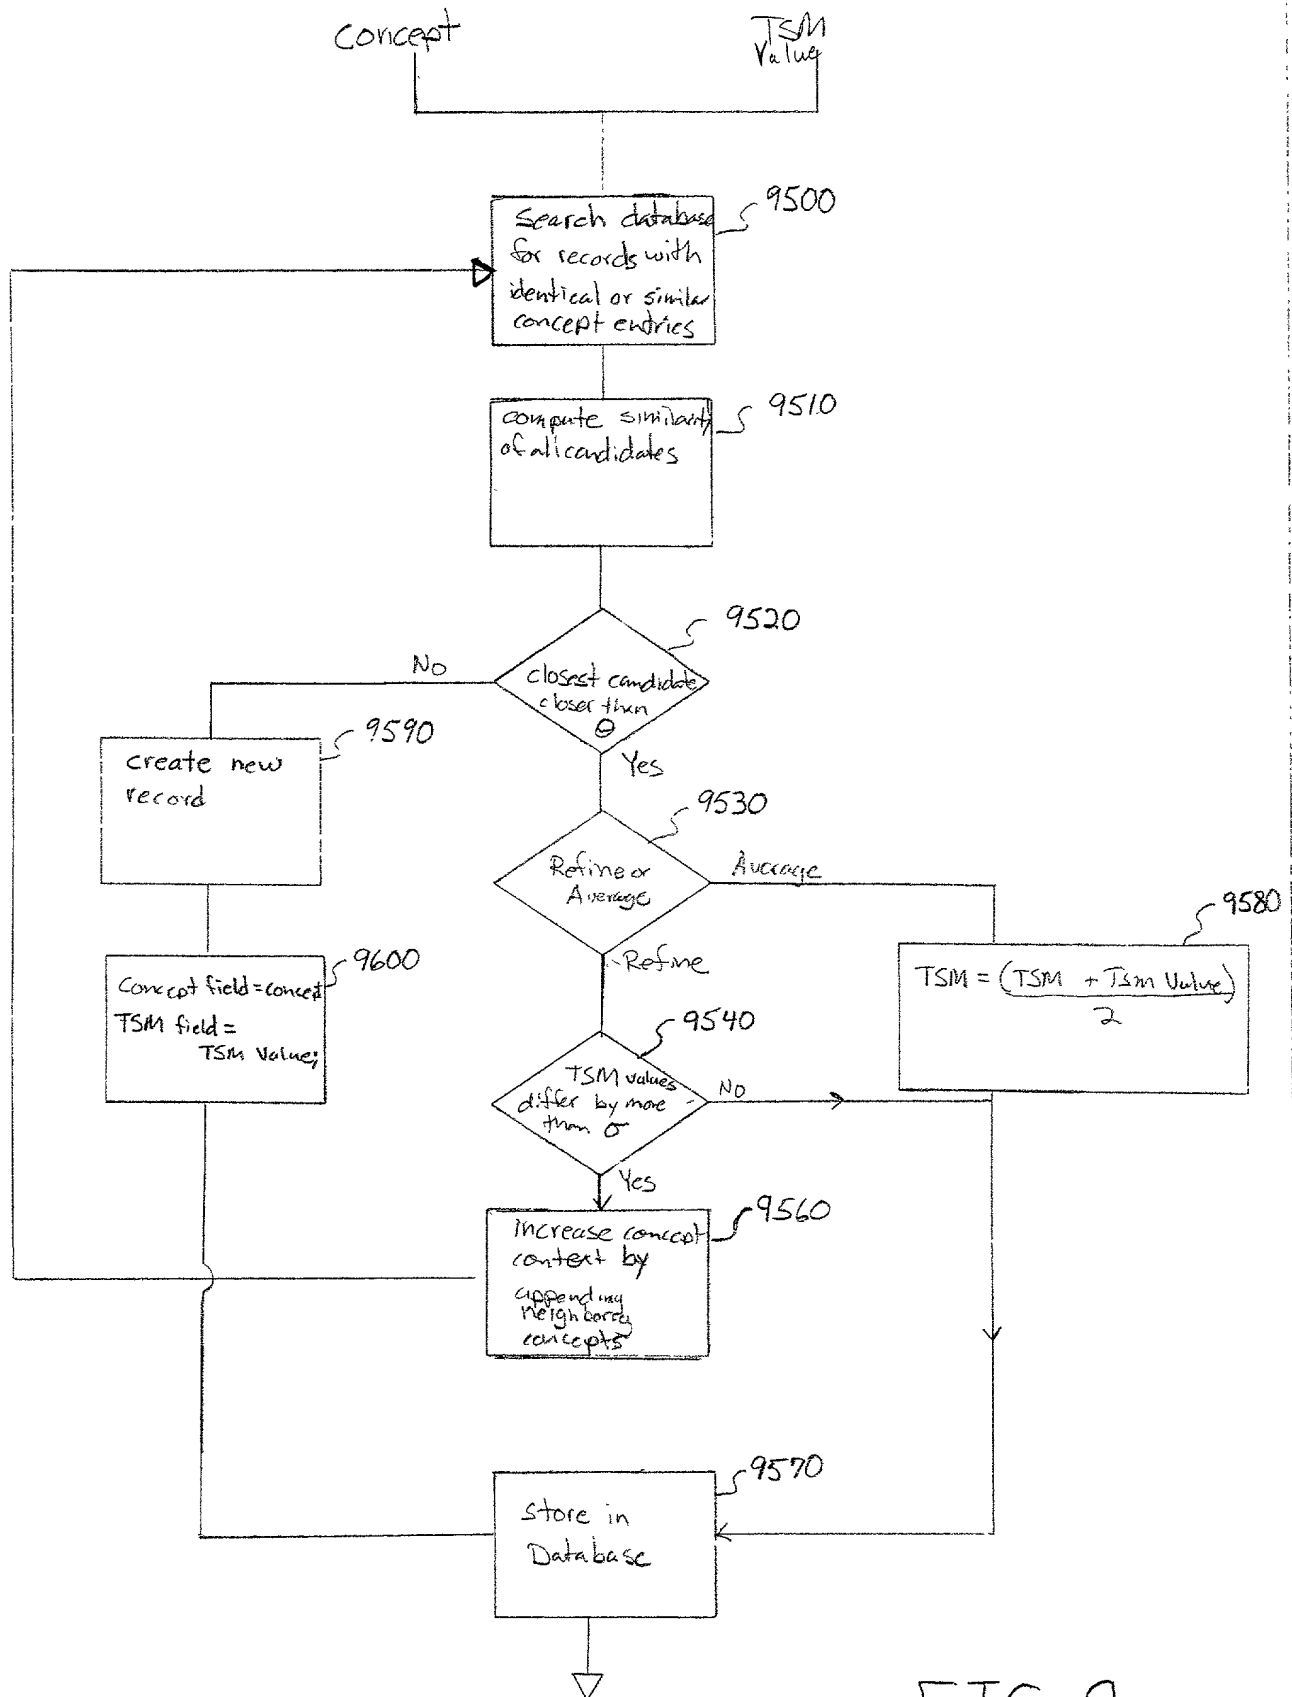 Concept
TSM
Value
9500
Search database
for records with
identical or similar
concept entries
9510
compute similarity
of all candidates
9520
No
closest candidate
closer than
Θ
Yes
9590
create new
record
9530
Refine or
Average
Average
Refine
9580
TSM = (TSM + Tsm Value)
2
9600
Concept field = concept
TSM field =
TSM Value;
9540
TSM values
differ by more
than σ
No
Yes
9560
increase concept
context by
appending
neighboring
concepts
9570
store in
Database